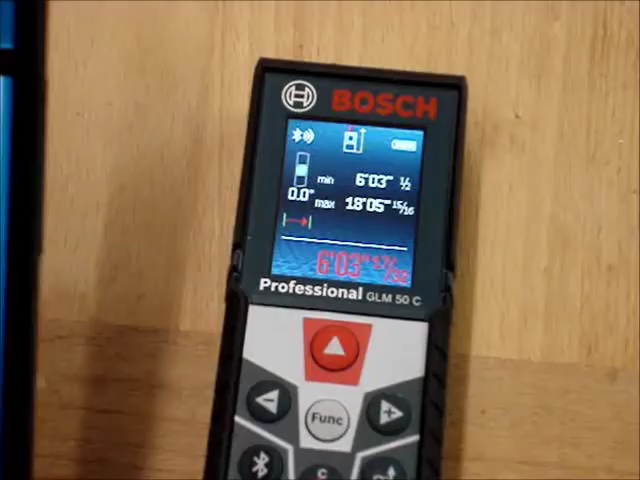 BOSCH
min 6'03" 1/2
0.0°
max 18'05" 15/16
6'03" 17/32
Professional GLM 50 C
Func
C